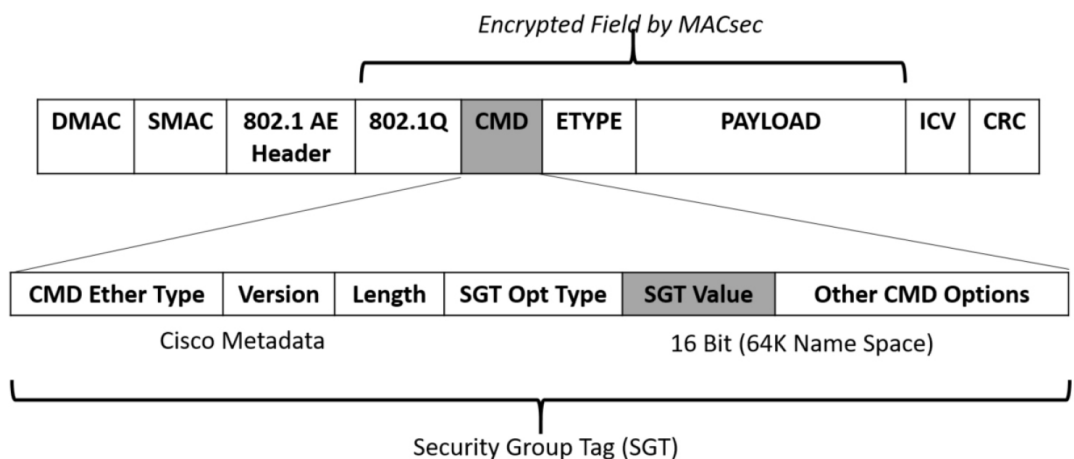 Encrypted Field by MACsec
DMAC SMAC 802.1 AE 802.1Q CMD ETYPE PAYLOAD ICV CRC
Header
CMD Ether Type Version Length SGT Opt Type SGT Value Other CMD Options
Cisco Metadata 16 Bit (64K Name Space)
Security Group Tag (SGT)